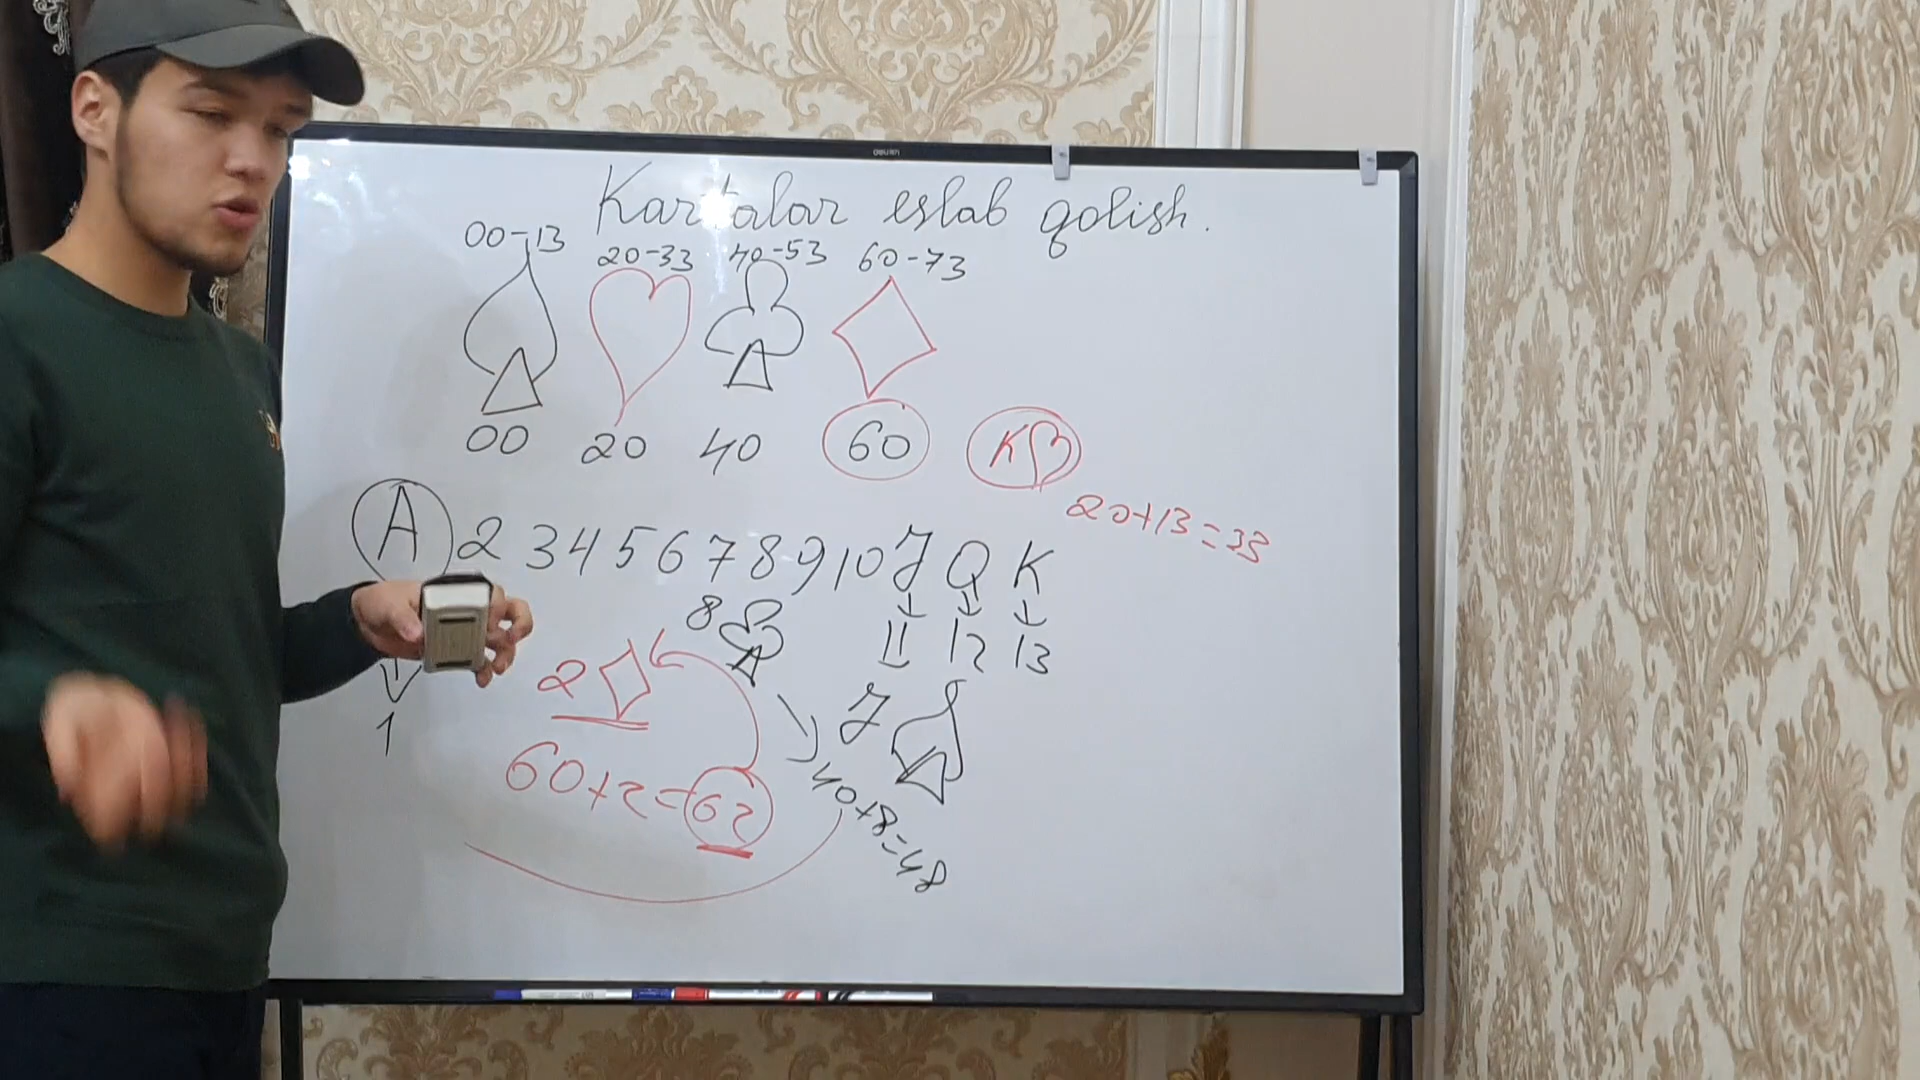 Kartalar eslab qolish.
00-13 20-33 40-53 60-73
00 20 40 60 K
20+13=33
A 2 3 4 5 6 7 8 9 10 J Q K
1 11 12 13
8
2
J
60+2=62
40+8=48